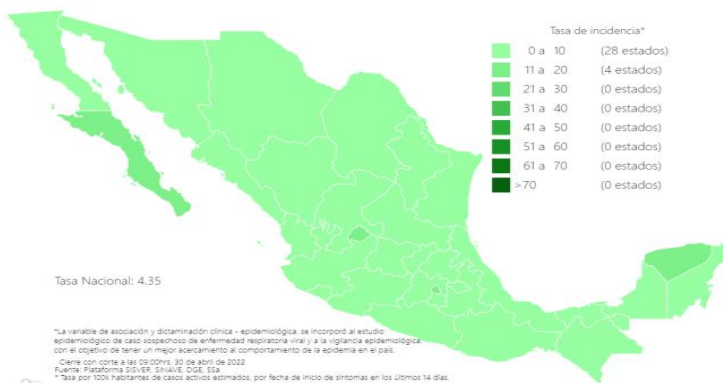 Tasa de incidencia*
0 a 10 (28 estados)
11 a 20 (4 estados)
21 a 30 (0 estados)
31 a 40 (0 estados)
41 a 50 (0 estados)
51 a 60 (0 estados)
61 a 70 (0 estados)
>70 (0 estados)
Tasa Nacional: 4.35
*La variable de asociación y dictaminación clínica - epidemiológica, se incorporó al estudio
epidemiológico de caso sospechoso de enfermedad respiratoria viral y a la vigilancia epidemiológica,
con el objetivo de tener un mejor acercamiento al comportamiento de la epidemia en el país.
Cierre con corte a las 09:00hrs, 30 de abril de 2022
Fuente: Plataforma SISVER, SINAVE, DGE, SSa.
* Tasa por 100k habitantes de casos activos estimados, por fecha de inicio de síntomas en los últimos 14 días.